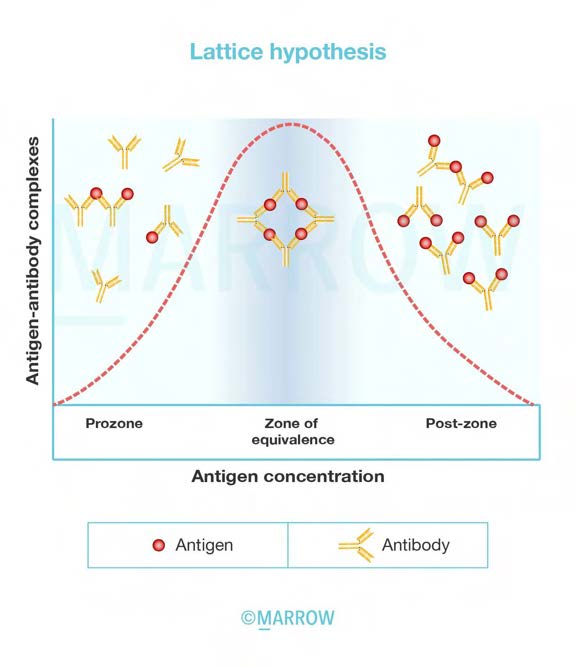 Lattice hypothesis
Antigen-antibody complexes
MARROW
Prozone
Zone of
equivalence
Post-zone
Antigen concentration
Antigen
Antibody
©MARROW